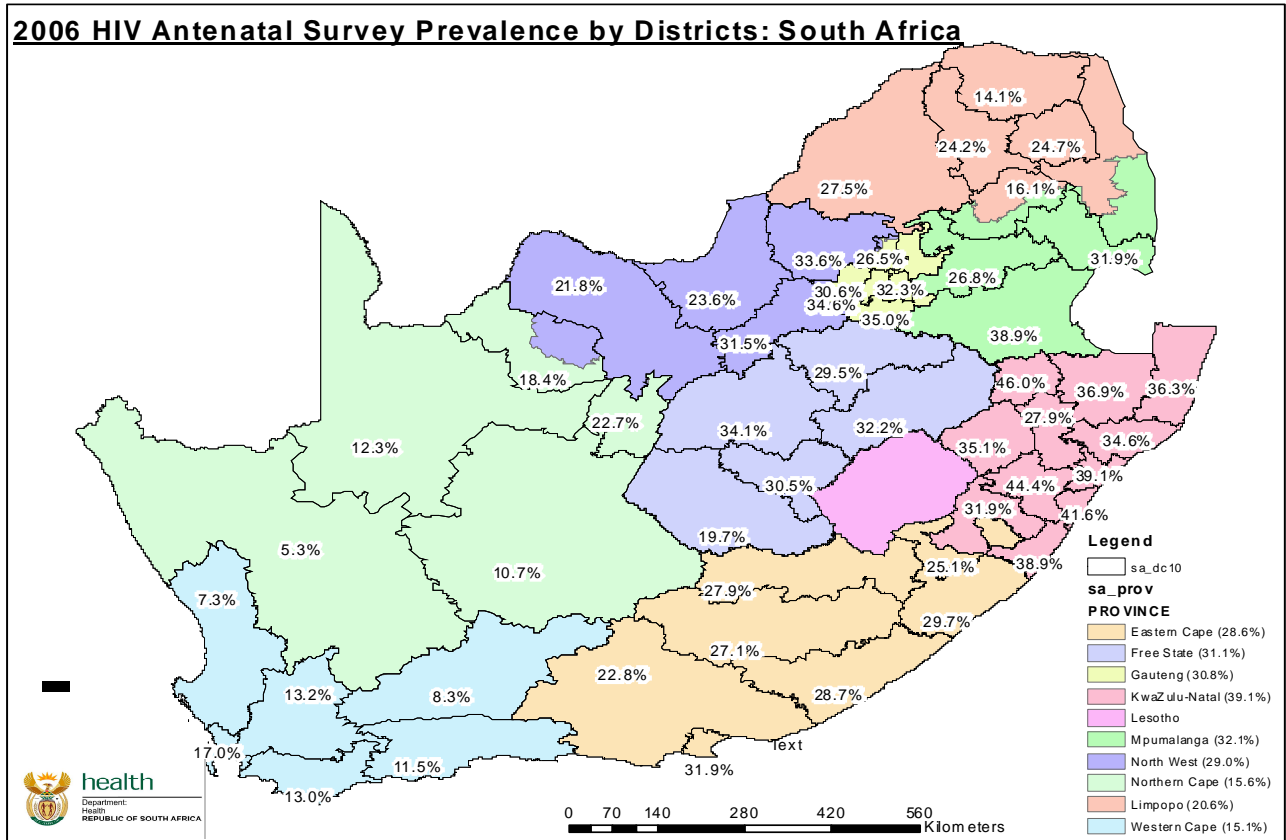 2006 HIV Antenatal Survey Prevalence by Districts: South Africa
14.1%
24.2%
24.7%
27.5%
16.1%
33.6%
26.5%
31.9%
21.8%
23.6%
30.6%
32.3%
26.8%
34.6%
35.0%
31.5%
38.9%
29.5%
18.4%
46.0%
36.9%
36.3%
22.7%
27.9%
34.1%
32.2%
12.3%
35.1%
34.6%
30.5%
44.4%
39.1%
31.9%
41.6%
19.7%
5.3%
10.7%
25.1%
38.9%
7.3%
27.9%
29.7%
27.1%
22.8%
28.7%
13.2%
8.3%
17.0%
11.5%
Text
31.9%
13.0%
Legend
sa_dc10
sa_prov
PROVINCE
Eastern Cape (28.6%)
Free State (31.1%)
Gauteng (30.8%)
KwaZulu-Natal (39.1%)
Lesotho
Mpumalanga (32.1%)
North West (29.0%)
Northern Cape (15.6%)
Limpopo (20.6%)
Western Cape (15.1%)
health
Department:
Health
REPUBLIC OF SOUTH AFRICA
0 70 140 280 420 560
Kilometers